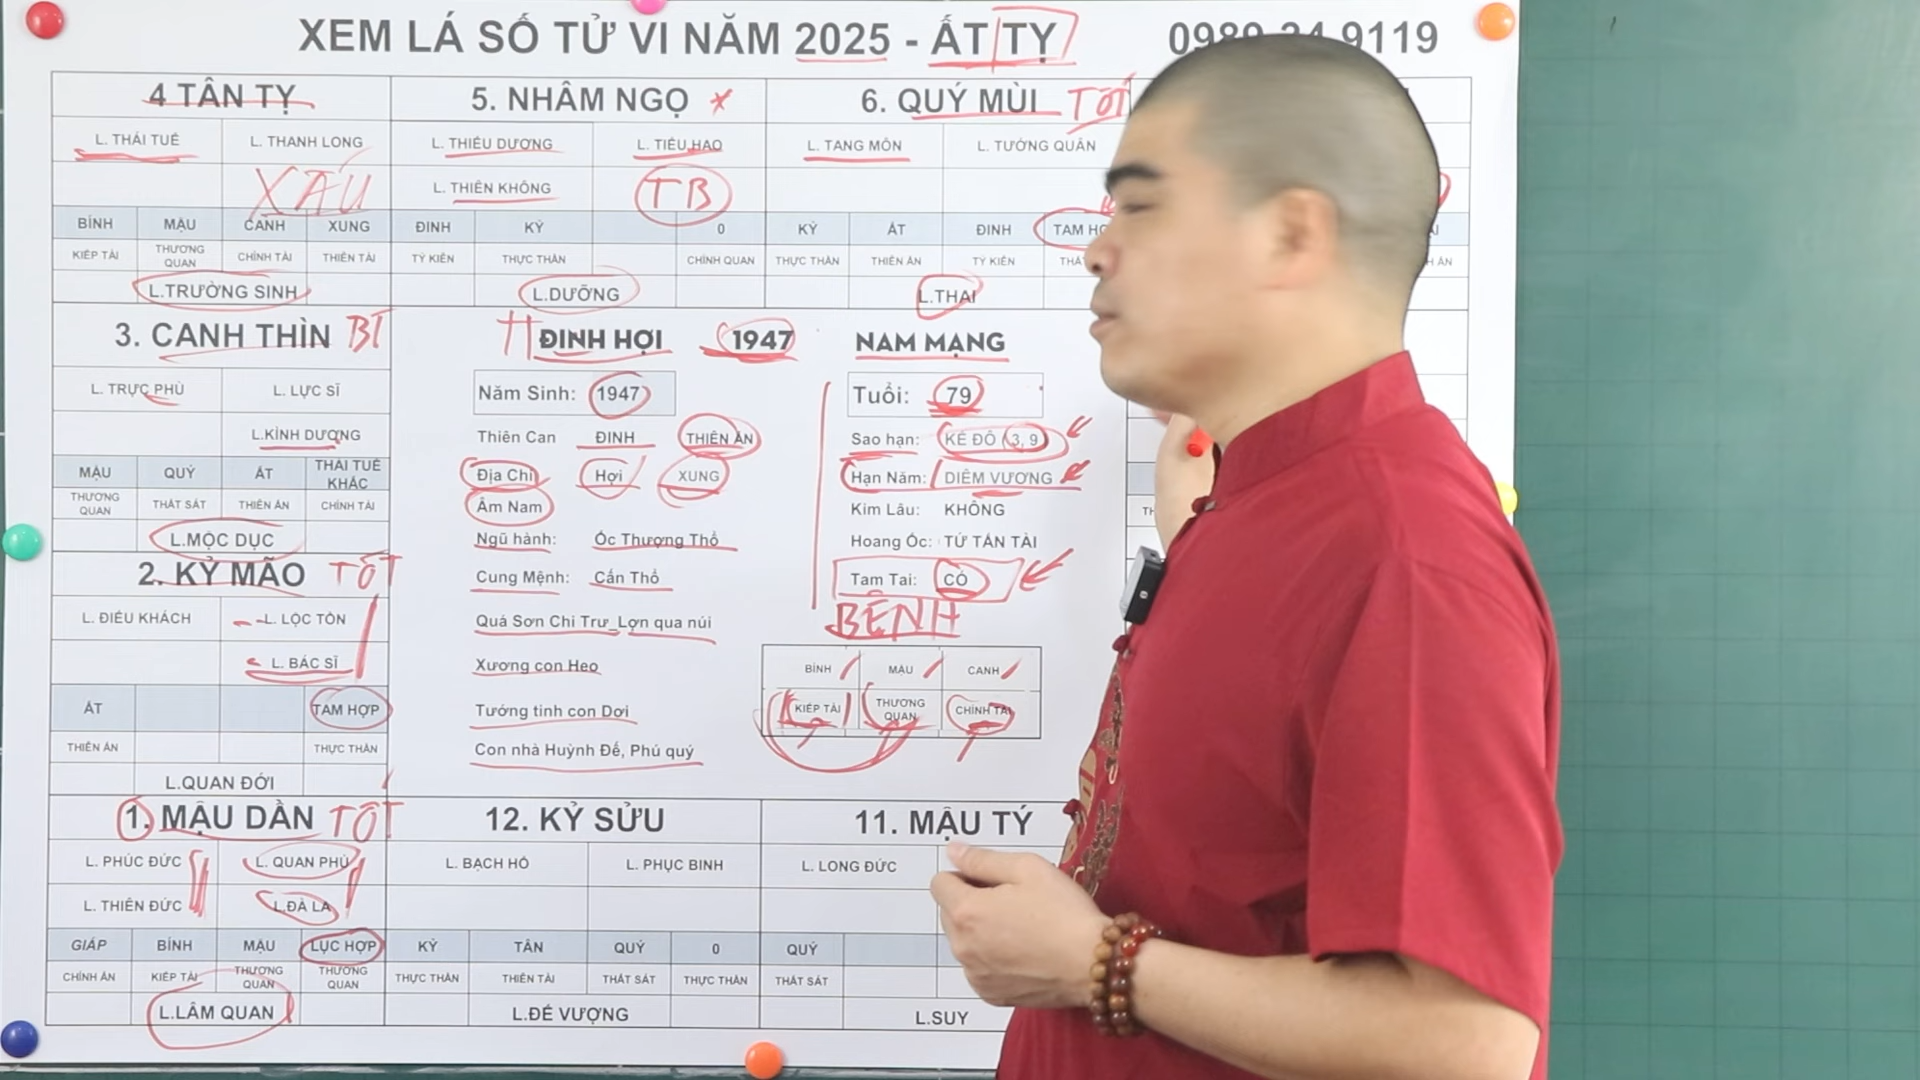 XEM LÁ SỐ TỬ VI NĂM 2025 - ẤT TỴ
9119
4 TÂN TỴ
L. THÁI TUẾ
L. THANH LONG
XẤU
BÍNH MẬU CANH XUNG
KIẾP TÀI THƯƠNG QUAN CHÍNH TÀI THIÊN TÀI
L.TRƯỜNG SINH
5. NHÂM NGỌ
L. THIẾU DƯƠNG
L. TIỂU HAO
L. THIÊN KHÔNG
TB
ĐINH KỶ 0
TỶ KIÊN THỰC THẦN CHÍNH QUAN
L.DƯỠNG
6. QUÝ MÙI TỐT
L. TANG MÔN
L. TƯỚNG QUÂN
KỶ ẤT ĐINH
THỰC THẦN THIÊN ẤN TỶ KIÊN
L.THAI
3. CANH THÌN BT
L. TRỰC PHÙ
L. LỰC SĨ
L.KÌNH DƯƠNG
MẬU QUÝ ẤT THÁI TUẾ KHẮC
THƯƠNG QUAN THẤT SÁT THIÊN ẤN CHÍNH TÀI
L.MỘC DỤC
ĐINH HỢI 1947 NAM MẠNG
Năm Sinh: 1947
Thiên Can ĐINH THIÊN ẤN
Địa Chi Hợi XUNG
Âm Nam
Ngũ hành: Ốc Thượng Thổ
Cung Mệnh: Cấn Thổ
Quá Sơn Chi Trư_Lợn qua núi
Xương con Heo
Tướng tinh con Dơi
Con nhà Huỳnh Đế, Phú quý
Tuổi: 79
Sao hạn: KẾ ĐÔ (3, 9)
Hạn Năm: DIÊM VƯƠNG
Kim Lâu: KHÔNG
Hoang Ốc: TỨ TẤN TÀI
Tam Tai: CÓ
BỆNH
BÍNH MẬU CANH
KIẾP TÀI THƯƠNG QUAN CHÍNH TÀI
2. KỶ MÃO TỐT
L. ĐIẾU KHÁCH
L. LỘC TỒN
L. BÁC SĨ
ẤT TAM HỢP
THIÊN ẤN THỰC THẦN
L.QUAN ĐỚI
1. MẬU DẦN TỐT
L. PHÚC ĐỨC
L. QUAN PHỦ
L. THIÊN ĐỨC
L.ĐÀ LA
GIÁP BÍNH MẬU LỤC HỢP
CHÍNH ẤN KIẾP TÀI THƯƠNG QUAN THƯƠNG QUAN
L.LÂM QUAN
12. KỶ SỬU
L. BẠCH HỔ
L. PHỤC BINH
KỶ TÂN QUÝ 0
THỰC THẦN THIÊN TÀI THẤT SÁT THỰC THẦN
L.ĐẾ VƯỢNG
11. MẬU TÝ
L. LONG ĐỨC
QUÝ
THẤT SÁT
L.SUY